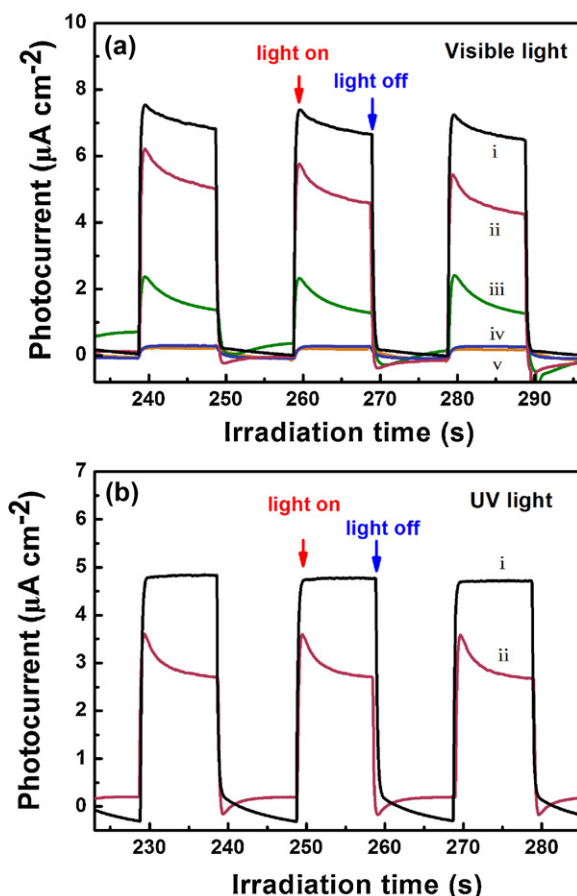 (a)
Visible light
light on
light off
Photocurrent (µA cm-2)
10
8
6
4
2
0
i
ii
iii
iv
v
240 250 260 270 280 290
Irradiation time (s)
(b)
UV light
light on
light off
Photocurrent (µA cm-2)
7
6
5
4
3
2
1
0
i
ii
230 240 250 260 270 280
Irradiation time (s)